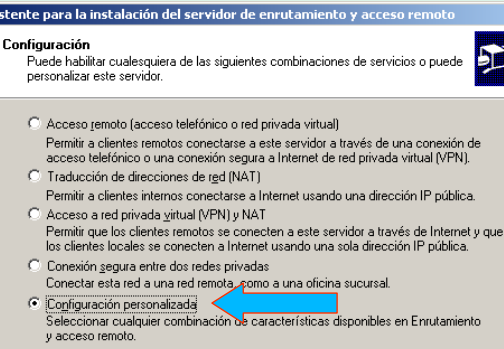 stente para la instalación del servidor de enrutamiento y acceso remoto
Configuración
Puede habilitar cualesquiera de las siguientes combinaciones de servicios o puede
personalizar este servidor.
Acceso remoto (acceso telefónico o red privada virtual)
Permitir a clientes remotos conectarse a este servidor a través de una conexión de
acceso telefónico o una conexión segura a Internet de red privada virtual (VPN).
Traducción de direcciones de red (NAT)
Permitir a clientes internos conectarse a Internet usando una dirección IP pública.
Acceso a red privada virtual (VPN) y NAT
Permitir que los clientes remotos se conecten a este servidor a través de Internet y que
los clientes locales se conecten a Internet usando una sola dirección IP pública.
Conexión segura entre dos redes privadas
Conectar esta red a una red remota, como a una oficina sucursal.
Configuración personalizada
Seleccionar cualquier combinación de características disponibles en Enrutamiento
y acceso remoto.